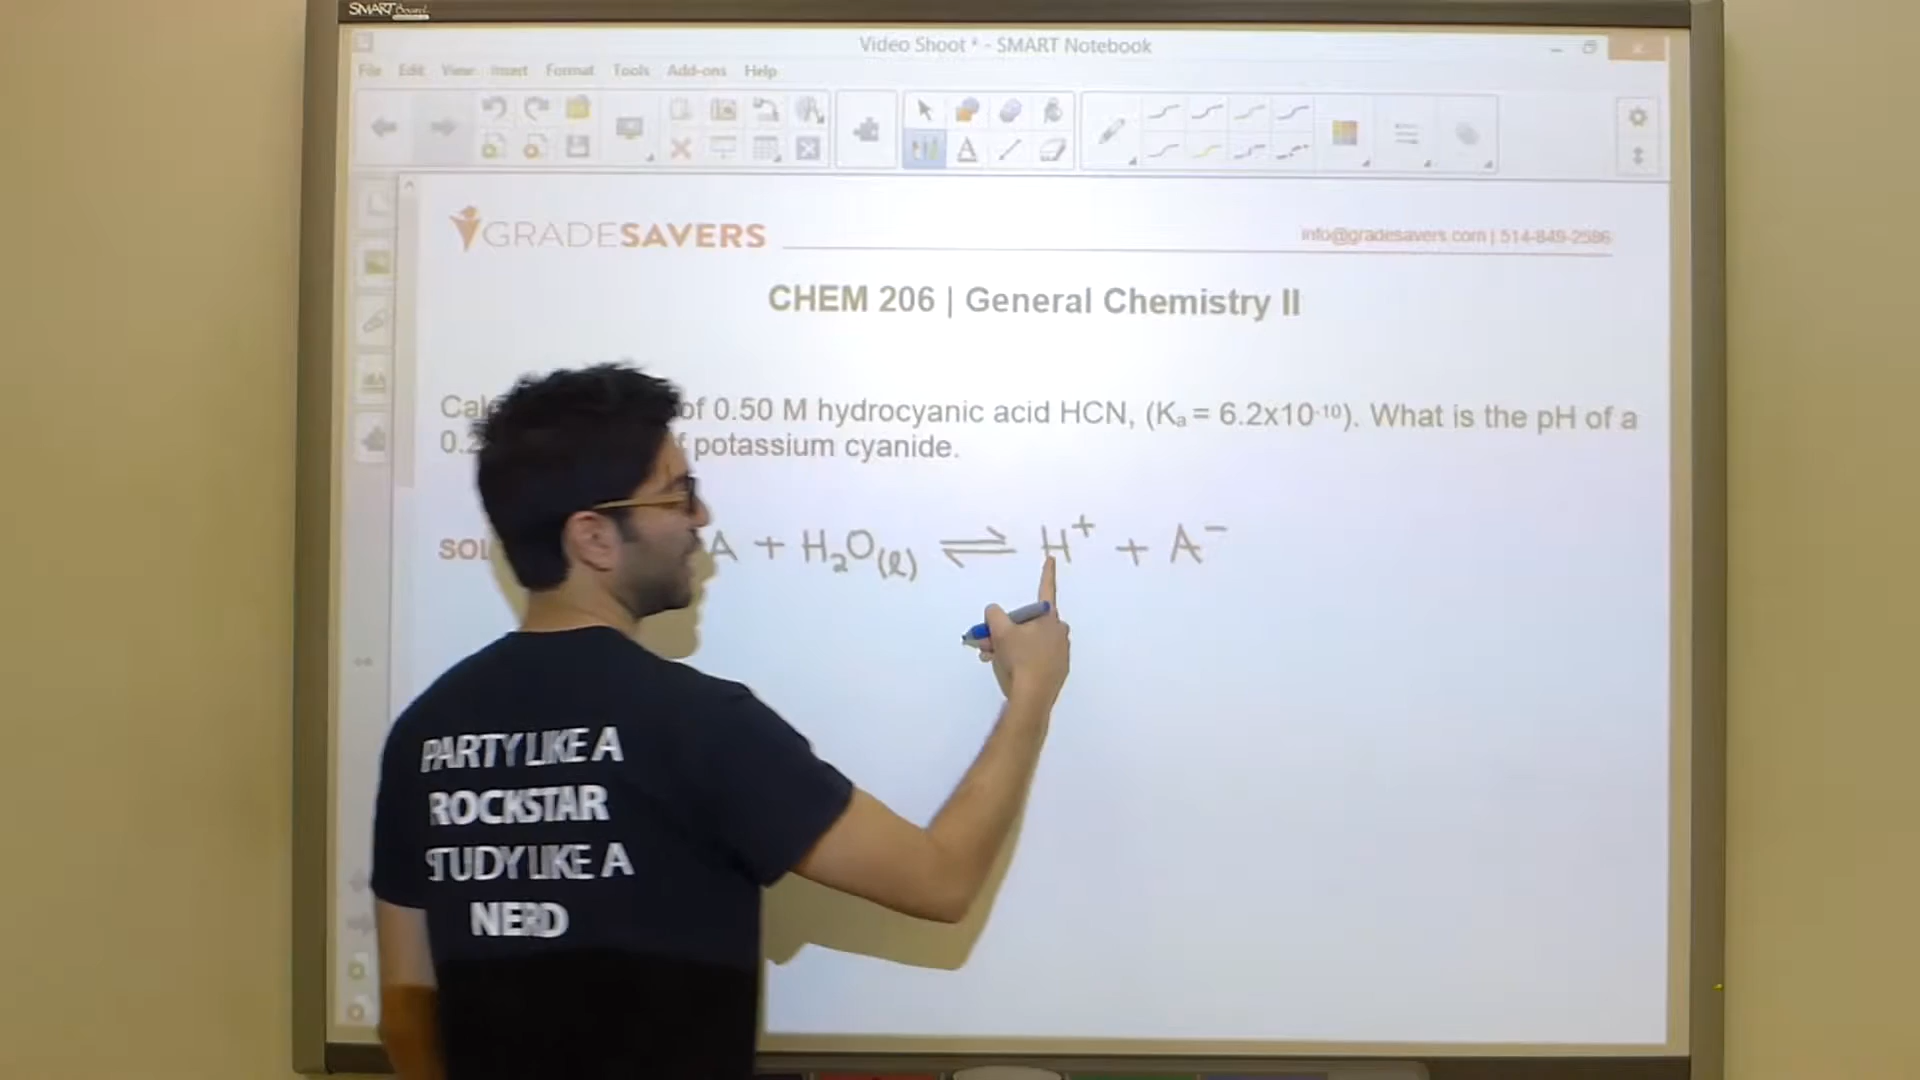 SMART Board
Video Shoot * - SMART Notebook
File Edit View Insert Format Tools Add-ons Help
A
GRADESAVERS
info@gradesavers.com | 514-849-2586
CHEM 206 | General Chemistry II
of 0.50 M hydrocyanic acid HCN, (Kₐ = 6.2x10⁻¹⁰). What is the pH of a
potassium cyanide.
A + H₂O(l) ⇌ H⁺ + A⁻
PARTY LIKE A
ROCKSTAR
STUDY LIKE A
NERD